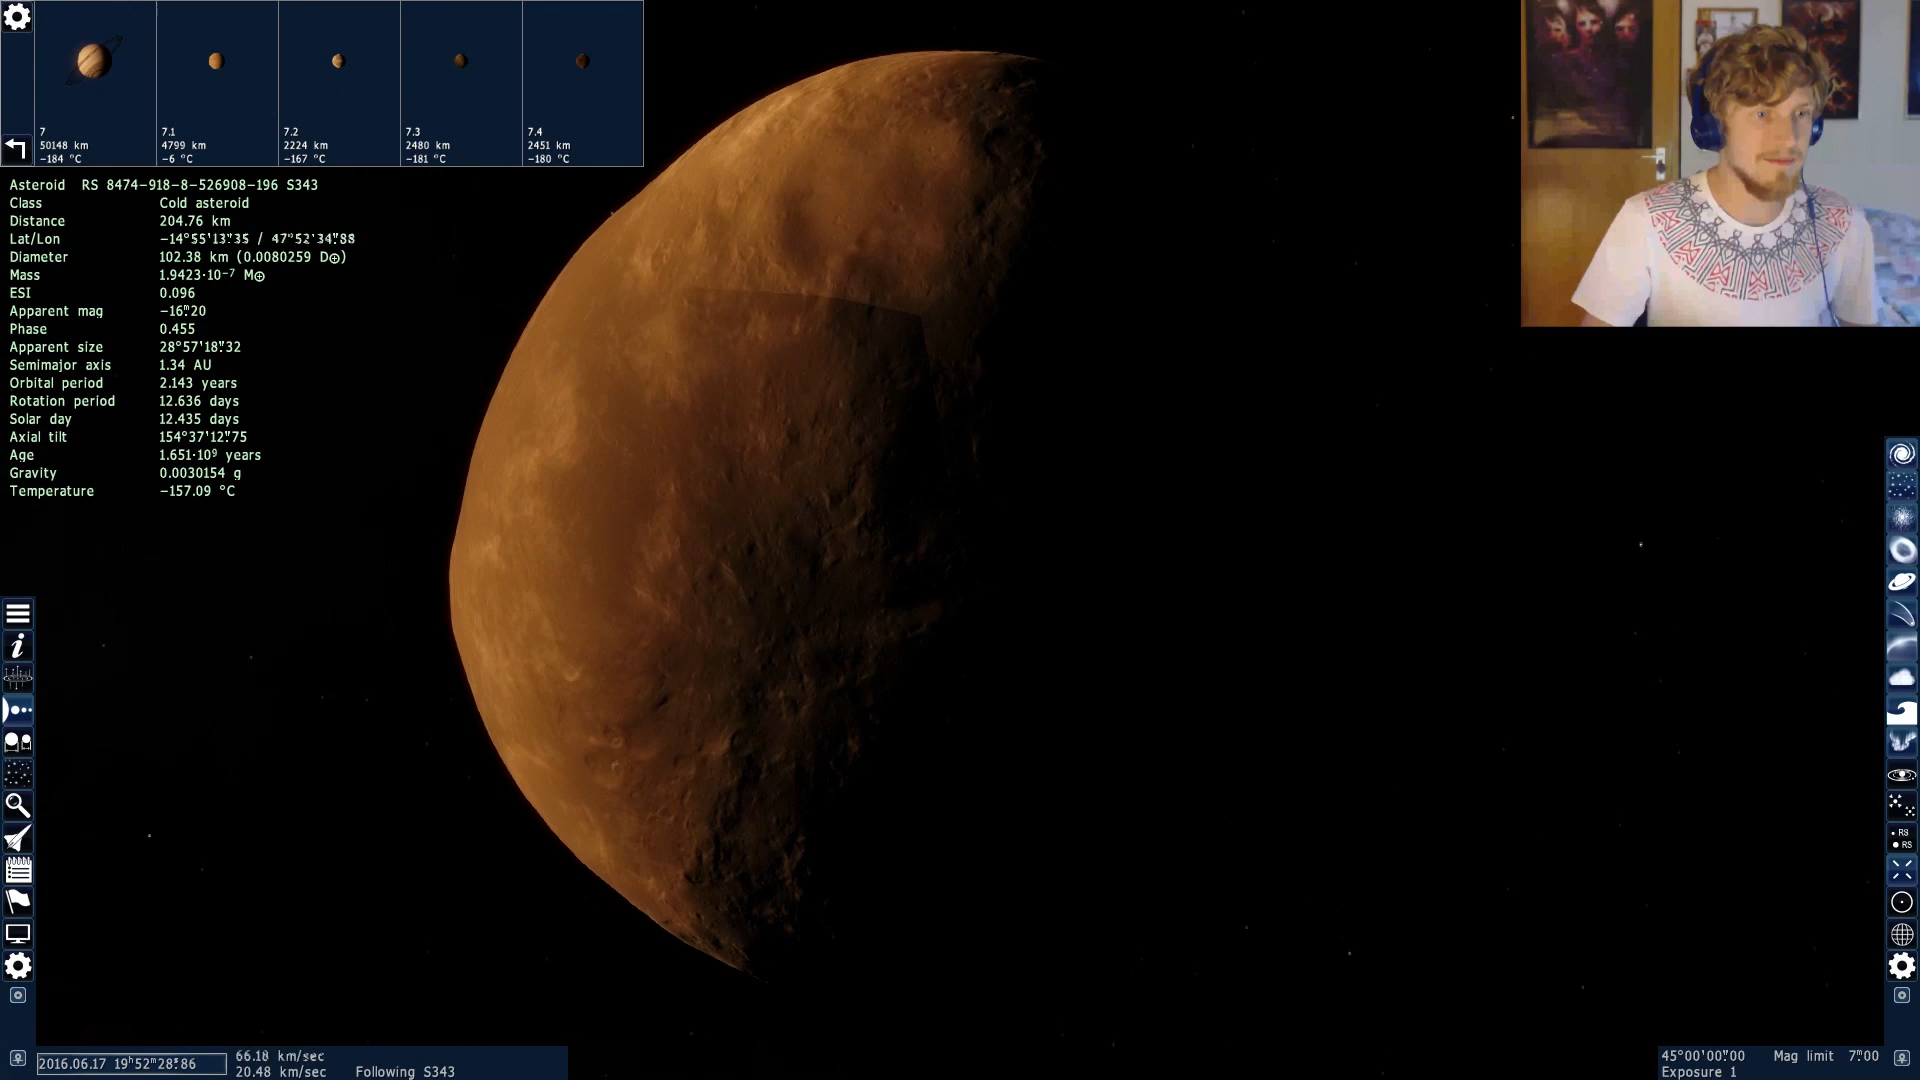 7
50148 km
-184 °C
7.1
4799 km
-6 °C
7.2
2224 km
-167 °C
7.3
2480 km
-181 °C
7.4
2451 km
-180 °C
Asteroid RS 8474-918-8-526908-196 S343
Class Cold asteroid
Distance 204.76 km
Lat/Lon -14°55'13"35 / 47°52'34"88
Diameter 102.38 km (0.0080259 D⊕)
Mass 1.9423·10⁻⁷ M⊕
ESI 0.096
Apparent mag -16ᵐ20
Phase 0.455
Apparent size 28°57'18"32
Semimajor axis 1.34 AU
Orbital period 2.143 years
Rotation period 12.636 days
Solar day 12.435 days
Axial tilt 154°37'12"75
Age 1.651·10⁹ years
Gravity 0.0030154 g
Temperature -157.09 °C
RS
RS
2016.06.17 19ʰ52ᵐ28ˢ86
66.18 km/sec
20.48 km/sec Following S343
45°00'00"00 Mag limit 7ᵐ00
Exposure 1